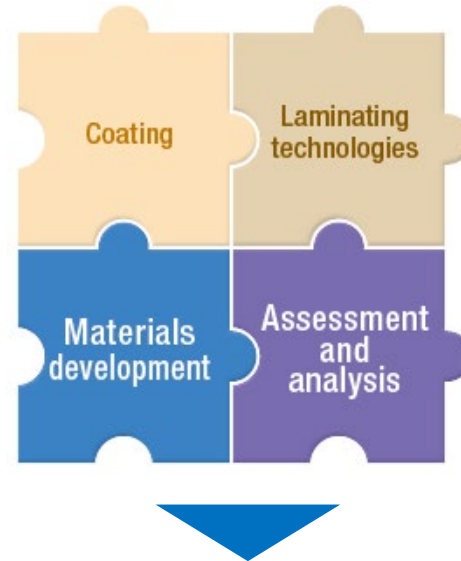 Coating
Laminating
technologies
Materials
development
Assessment
and
analysis